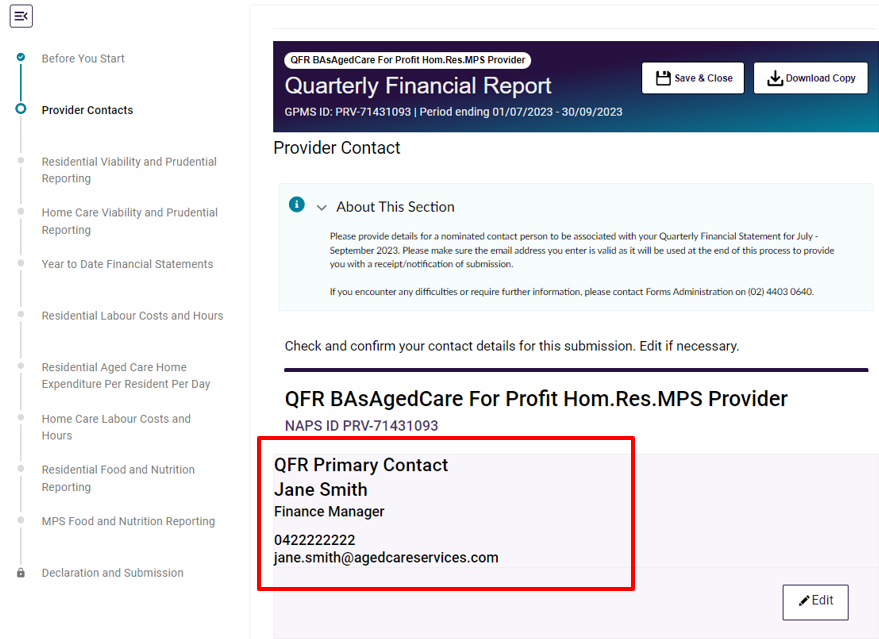 Before You Start
Provider Contacts
Residential Viability and Prudential
Reporting
Home Care Viability and Prudential
Reporting
Year to Date Financial Statements
Residential Labour Costs and Hours
Residential Aged Care Home
Expenditure Per Resident Per Day
Home Care Labour Costs and
Hours
Residential Food and Nutrition
Reporting
MPS Food and Nutrition Reporting
Declaration and Submission
QFR BAsAgedCare For Profit Hom.Res.MPS Provider
Quarterly Financial Report
GPMS ID: PRV-71431093 | Period ending 01/07/2023 - 30/09/2023
Save & Close
Download Copy
Provider Contact
About This Section
Please provide details for a nominated contact person to be associated with your Quarterly Financial Statement for July -
September 2023. Please make sure the email address you enter is valid as it will be used at the end of this process to provide
you with a receipt/notification of submission.
If you encounter any difficulties or require further information, please contact Forms Administration on (02) 4403 0640.
Check and confirm your contact details for this submission. Edit if necessary.
QFR BAsAgedCare For Profit Hom.Res.MPS Provider
NAPS ID PRV-71431093
QFR Primary Contact
Jane Smith
Finance Manager
0422222222
jane.smith@agedcareservices.com
Edit